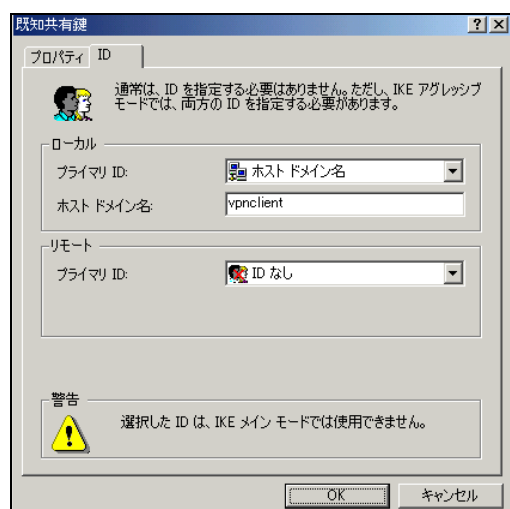 既知共有鍵
プロパティ ID
通常は、ID を指定する必要はありません。ただし、IKE アグレッシブ
モードでは、両方の ID を指定する必要があります。
ローカル
プライマリ ID:
ホスト ドメイン名
ホスト ドメイン名:
vpnclient
リモート
プライマリ ID:
ID なし
警告
選択した ID は、IKE メイン モードでは使用できません。
OK
キャンセル